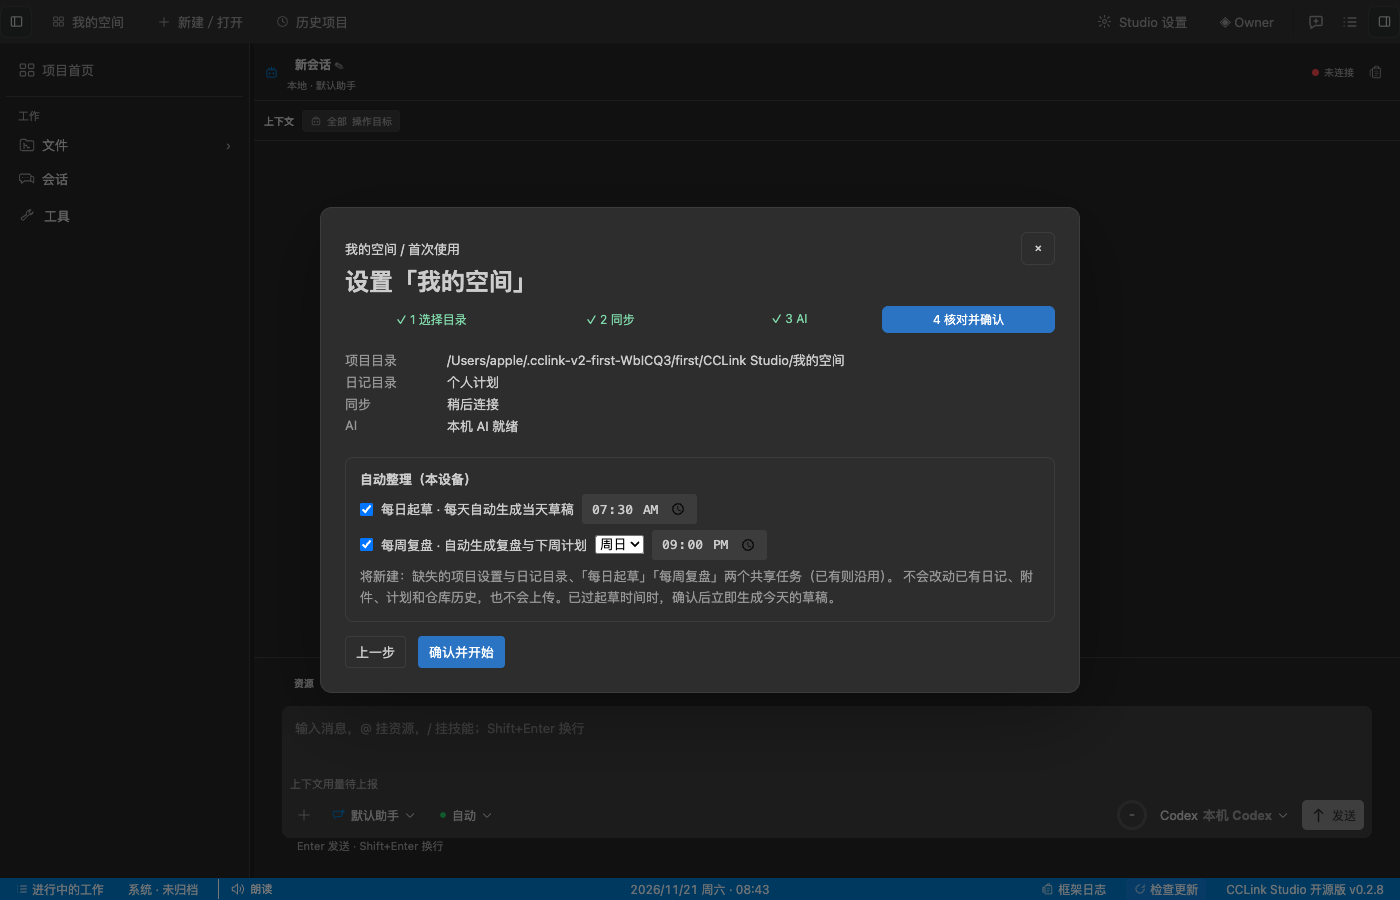 我的空间
新建 / 打开
历史项目
Studio 设置
Owner
项目首页
工作
文件
会话
工具
新会话
本地 · 默认助手
未连接
上下文
全部 操作目标
我的空间 / 首次使用
×
设置「我的空间」
✓ 1 选择目录
✓ 2 同步
✓ 3 AI
4 核对并确认
项目目录 /Users/apple/.cclink-v2-first-WbICQ3/first/CCLink Studio/我的空间
日记目录 个人计划
同步 稍后连接
AI 本机 AI 就绪
自动整理（本设备）
每日起草 · 每天自动生成当天草稿 07:30 AM
每周复盘 · 自动生成复盘与下周计划 周日 09:00 PM
将新建：缺失的项目设置与日记目录、「每日起草」「每周复盘」两个共享任务（已有则沿用）。 不会改动已有日记、附
件、计划和仓库历史，也不会上传。已过起草时间时，确认后立即生成今天的草稿。
上一步
确认并开始
资源
输入消息，@ 挂资源，/ 挂技能；Shift+Enter 换行
上下文用量待上报
默认助手
自动
-
Codex 本机 Codex
发送
Enter 发送 · Shift+Enter 换行
进行中的工作
系统 · 未归档
朗读
2026/11/21 周六 · 08:43
框架日志
检查更新
CCLink Studio 开源版 v0.2.8